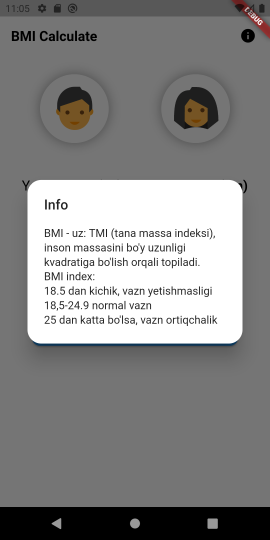 11:05
DEBUG
BMI Calculate
Info
BMI - uz: TMI (tana massa indeksi),
inson massasini bo'y uzunligi
kvadratiga bo'lish orqali topiladi.
BMI index:
18.5 dan kichik, vazn yetishmasligi
18,5-24.9 normal vazn
25 dan katta bo'lsa, vazn ortiqchalik